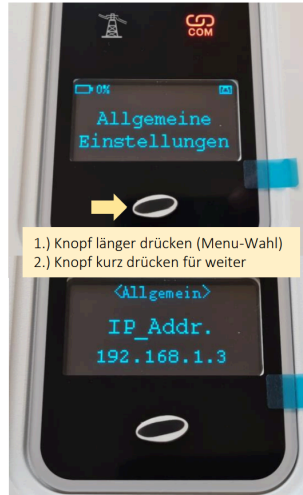 COM
0%
Allgemeine
Einstellungen
1.) Knopf länger drücken (Menu-Wahl)
2.) Knopf kurz drücken für weiter
<Allgemein>
IP_Addr.
192.168.1.3